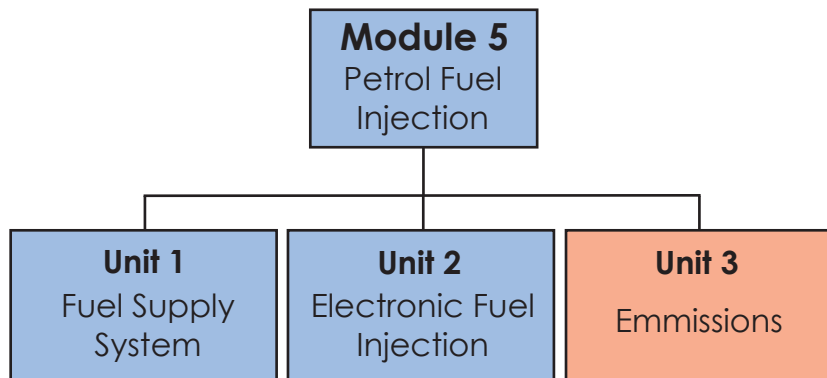 Module 5
Petrol Fuel
Injection
Unit 1
Fuel Supply
System
Unit 2
Electronic Fuel
Injection
Unit 3
Emmissions